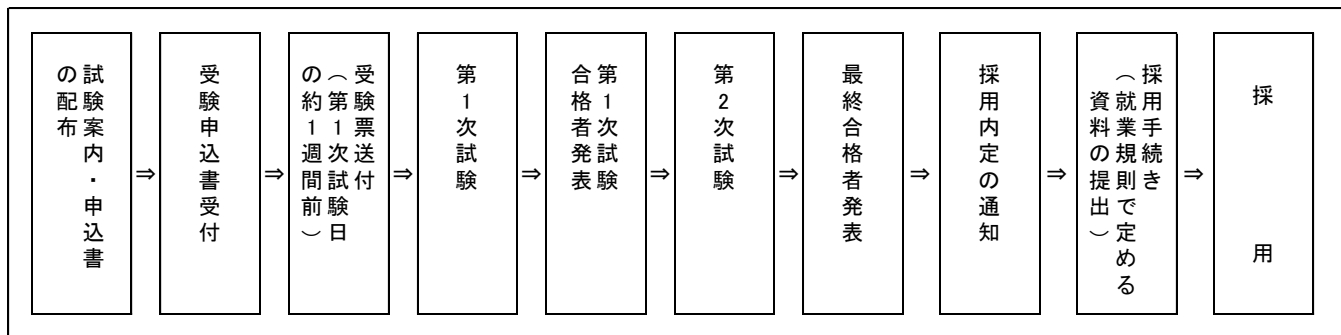 試験案内・申込書
の配布
⇒
受験申込書受付
⇒
受験票送付
（第１次試験日
の約１週間前）
⇒
第１次試験
⇒
第１次試験
合格者発表
⇒
第２次試験
⇒
最終合格者発表
⇒
採用内定の通知
⇒
採用手続き
（就業規則で定める
資料の提出）
⇒
採用